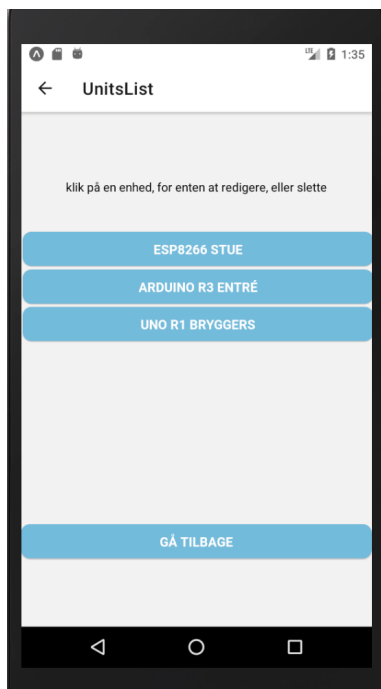 LTE 1:35
UnitsList
klik på en enhed, for enten at redigere, eller slette
ESP8266 STUE
ARDUINO R3 ENTRÉ
UNO R1 BRYGGERS
GÅ TILBAGE